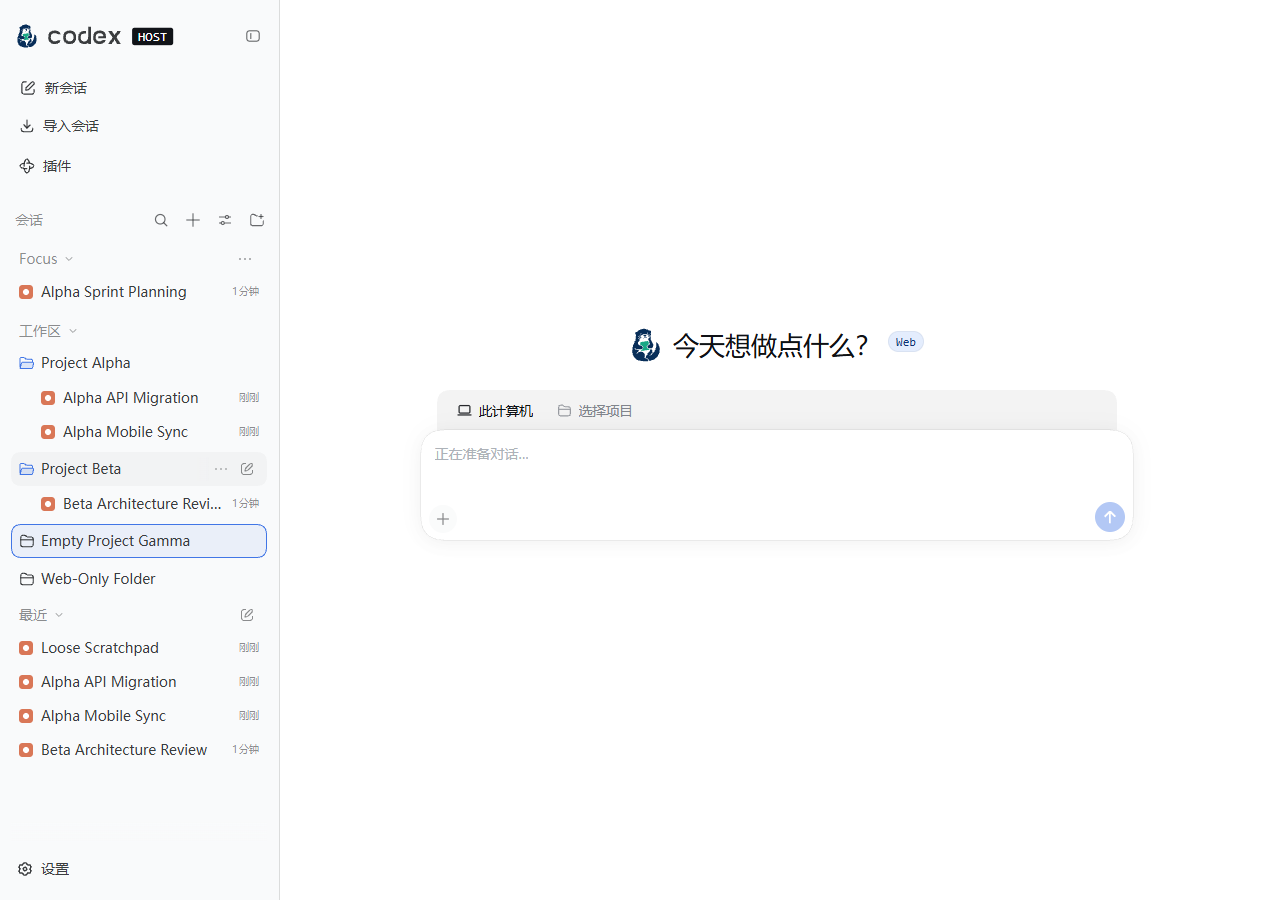 codex HOST
新会话
导入会话
插件
会话
Focus
Alpha Sprint Planning 1分钟
工作区
Project Alpha
Alpha API Migration 刚刚
Alpha Mobile Sync 刚刚
Project Beta
Beta Architecture Revi... 1分钟
Empty Project Gamma
Web-Only Folder
最近
Loose Scratchpad 刚刚
Alpha API Migration 刚刚
Alpha Mobile Sync 刚刚
Beta Architecture Review 1分钟
设置
今天想做点什么？ Web
此计算机 选择项目
正在准备对话...